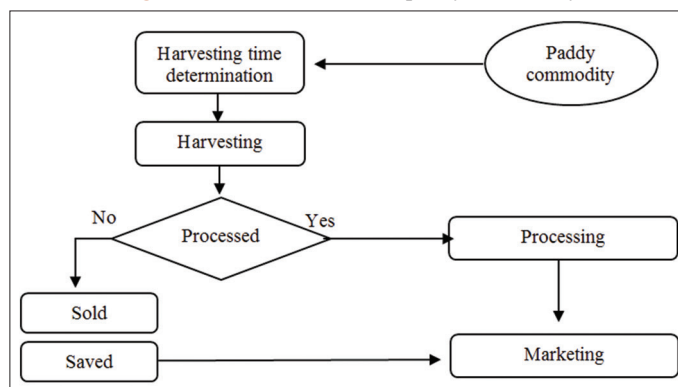 Harvesting time
determination
Paddy
commodity
Harvesting
No
Yes
Processed
Processing
Sold
Saved
Marketing